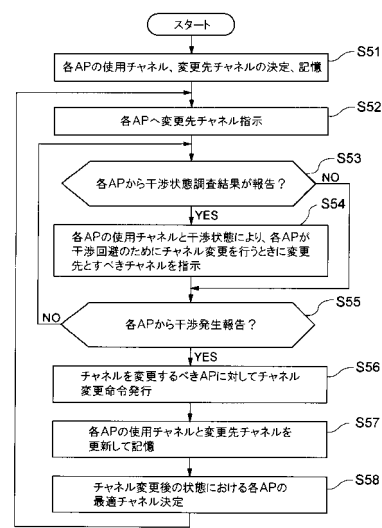 スタート
S51
各APの使用チャネル、変更先チャネルの決定、記憶
S52
各APへ変更先チャネル指示
S53
各APから干渉状態調査結果が報告？
NO
YES
S54
各APの使用チャネルと干渉状態により、各APが
干渉回避のためにチャネル変更を行うときに変更
先とすべきチャネルを指示
S55
NO
各APから干渉発生報告？
YES
S56
チャネルを変更するべきAPに対してチャネル
変更命令発行
S57
各APの使用チャネルと変更先チャネルを
更新して記憶
S58
チャネル変更後の状態における各APの
最適チャネル決定